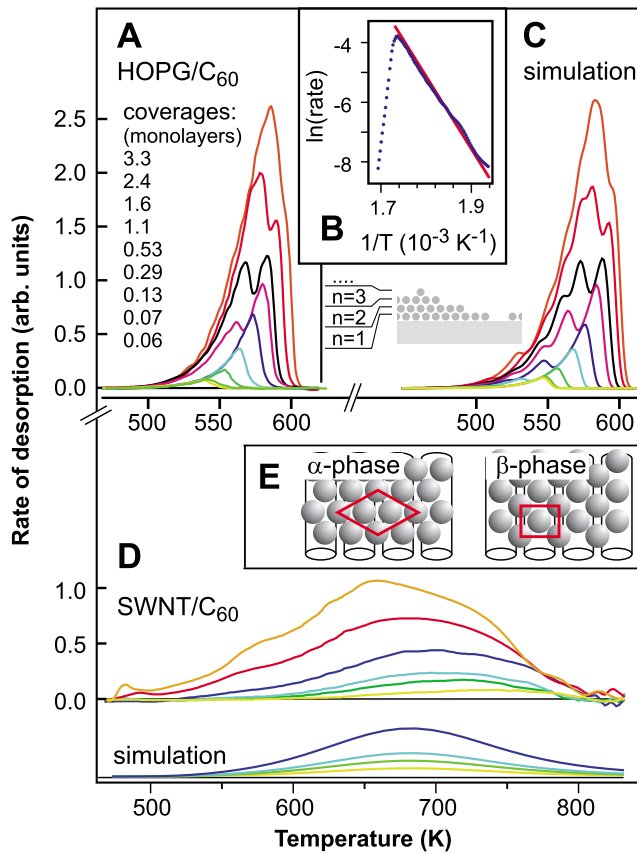 A
HOPG/C60
coverages:
(monolayers)
3.3
2.4
1.6
1.1
0.53
0.29
0.13
0.07
0.06
2.5
2.0
1.5
1.0
0.5
0.0
500
550
600
Rate of desorption (arb. units)
-4
-6
-8
ln(rate)
1.7
1.9
B
1/T (10-3 K-1)
....
n=3
n=2
n=1
C
simulation
500
550
600
E
α-phase
β-phase
D
SWNT/C60
1.0
0.5
0.0
simulation
500
600
700
800
Temperature (K)